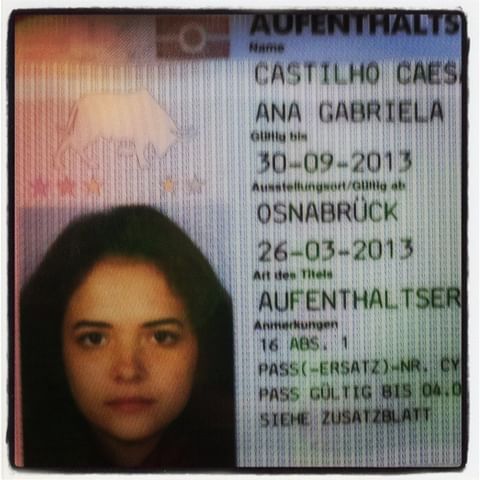 AUFENTHALTS
Name
CASTILHO CAES
ANA GABRIELA
Gültig bis
30-09-2013
Ausstellungsort/Gültig ab
OSNABRÜCK
26-03-2013
Art des Titels
AUFENTHALTSER
Anmerkungen
16 ABS. 1
PASS(-ERSATZ)-NR. CY
PASS GÜLTIG BIS 04.0
SIEHE ZUSATZBLATT